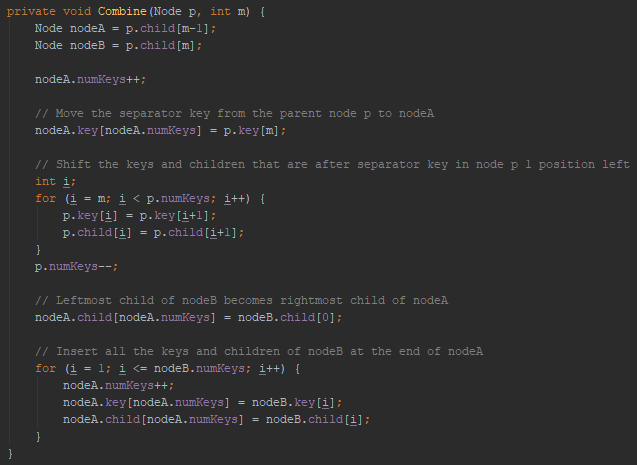 private void Combine(Node p, int m) {
    Node nodeA = p.child[m-1];
    Node nodeB = p.child[m];

    nodeA.numKeys++;

    // Move the separator key from the parent node p to nodeA
    nodeA.key[nodeA.numKeys] = p.key[m];

    // Shift the keys and children that are after separator key in node p 1 position left
    int i;
    for (i = m; i < p.numKeys; i++) {
        p.key[i] = p.key[i+1];
        p.child[i] = p.child[i+1];
    }
    p.numKeys--;

    // Leftmost child of nodeB becomes rightmost child of nodeA
    nodeA.child[nodeA.numKeys] = nodeB.child[0];

    // Insert all the keys and children of nodeB at the end of nodeA
    for (i = 1; i <= nodeB.numKeys; i++) {
        nodeA.numKeys++;
        nodeA.key[nodeA.numKeys] = nodeB.key[i];
        nodeA.child[nodeA.numKeys] = nodeB.child[i];
    }
}